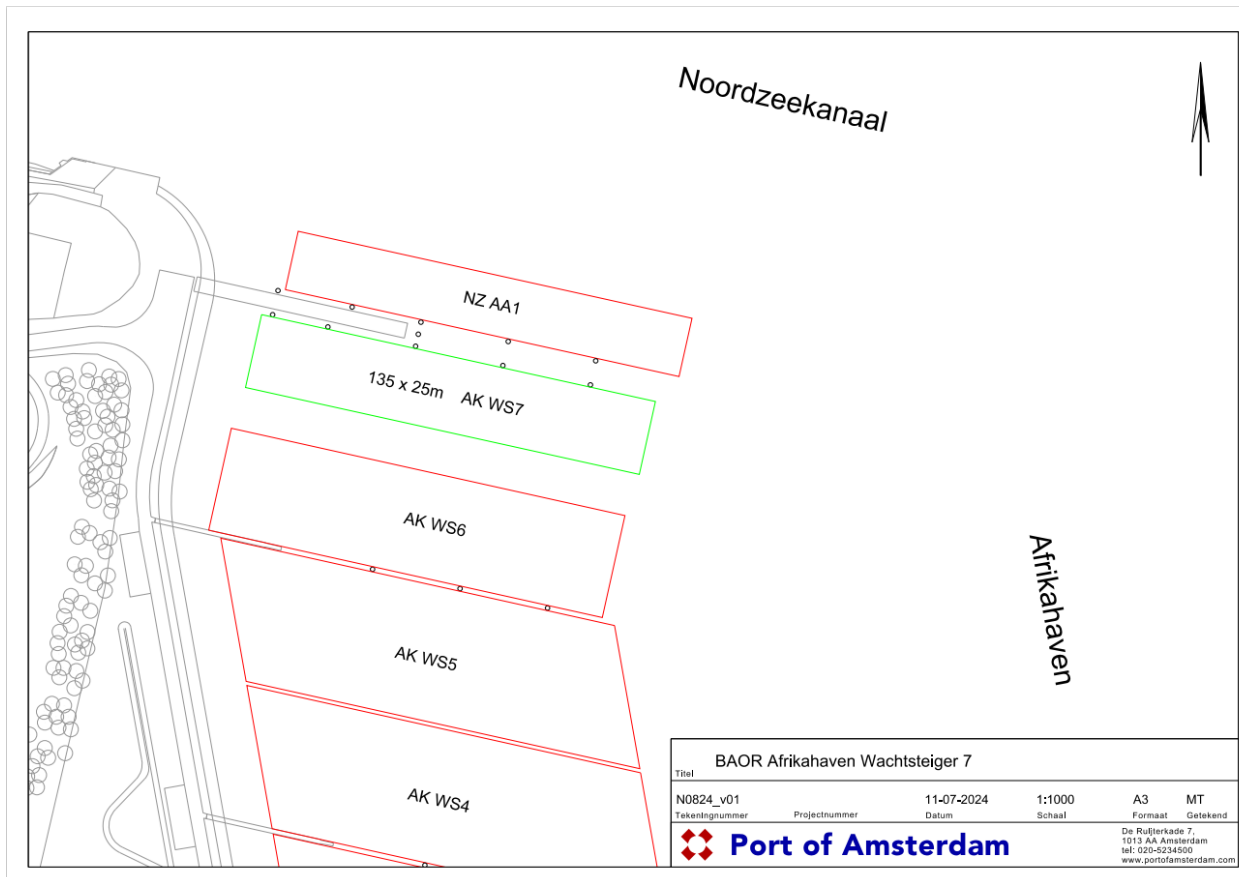 Noordzeekanaal
NZ AA1
135 x 25m AK WS7
AK WS6
Afrikahaven
AK WS5
AK WS4
BAOR Afrikahaven Wachtsteiger 7
Titel
N0824_v01 11-07-2024 1:1000 A3 MT
Tekeningnummer Projectnummer Datum Schaal Formaat Getekend
Port of Amsterdam
De Ruijterkade 7,
1013 AA Amsterdam
tel: 020-5234500
www.portofamsterdam.com